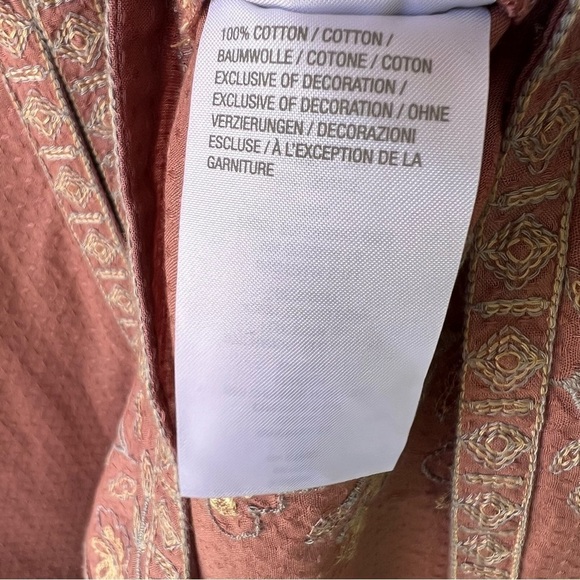 100% COTTON / COTTON /
BAUMWOLLE / COTONE / COTON
EXCLUSIVE OF DECORATION /
EXCLUSIVE OF DECORATION / OHNE
VERZIERUNGEN / DECORAZIONI
ESCLUSE / À L'EXCEPTION DE LA
GARNITURE